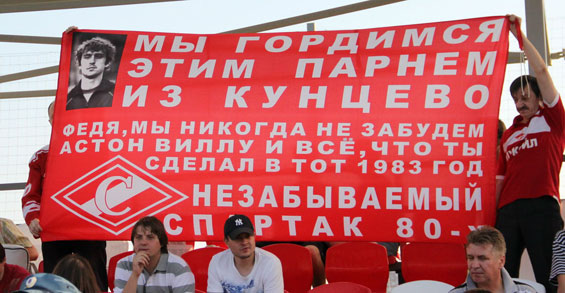 МЫ ГОРДИМСЯ
ЭТИМ ПАРНЕМ
ИЗ КУНЦЕВО
ФЕДЯ, МЫ НИКОГДА НЕ ЗАБУДЕМ
АСТОН ВИЛЛУ И ВСЁ, ЧТО ТЫ
СДЕЛАЛ В ТОТ 1983 ГОД
НЕЗАБЫВАЕМЫЙ
С
СПАРТАК 80-х